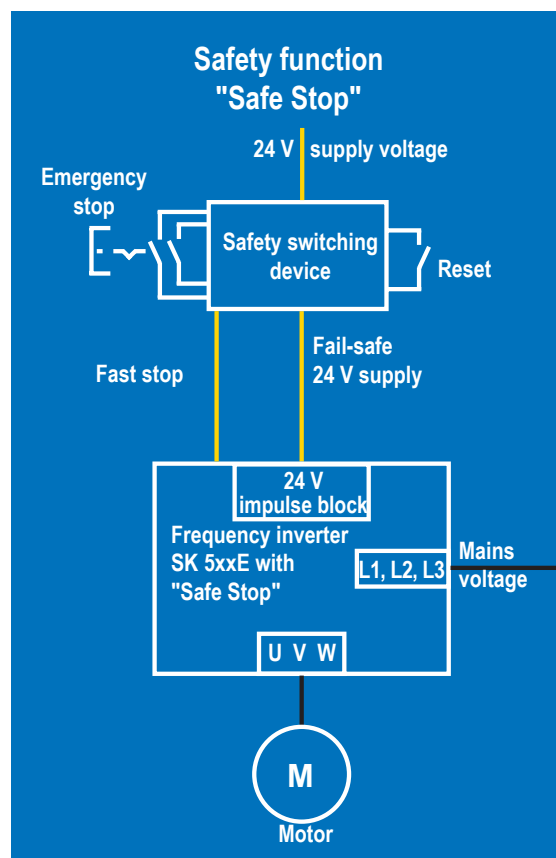 Safety function
"Safe Stop"
24 V supply voltage
Emergency
stop
Safety switching
device
Reset
Fast stop
Fail-safe
24 V supply
24 V
impulse block
Frequency inverter
SK 5xxE with
"Safe Stop"
L1, L2, L3
Mains
voltage
U V W
M
Motor